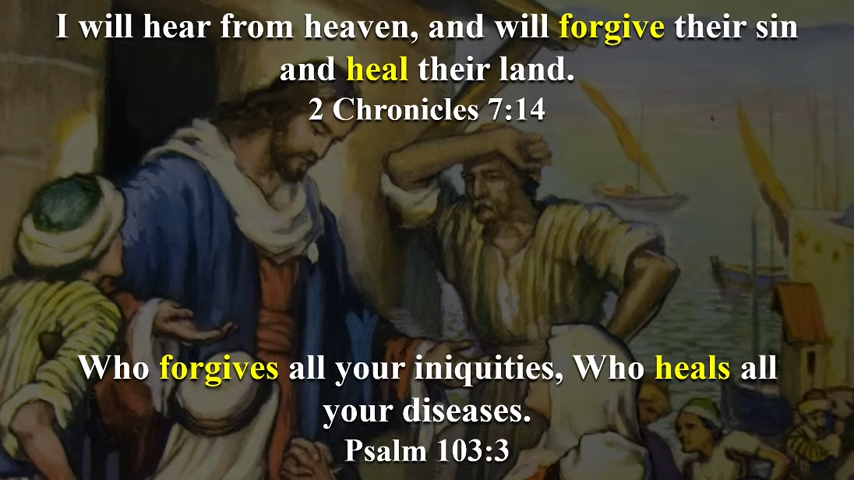 I will hear from heaven, and will forgive their sin
and heal their land.
2 Chronicles 7:14
Who forgives all your iniquities, Who heals all
your diseases.
Psalm 103:3